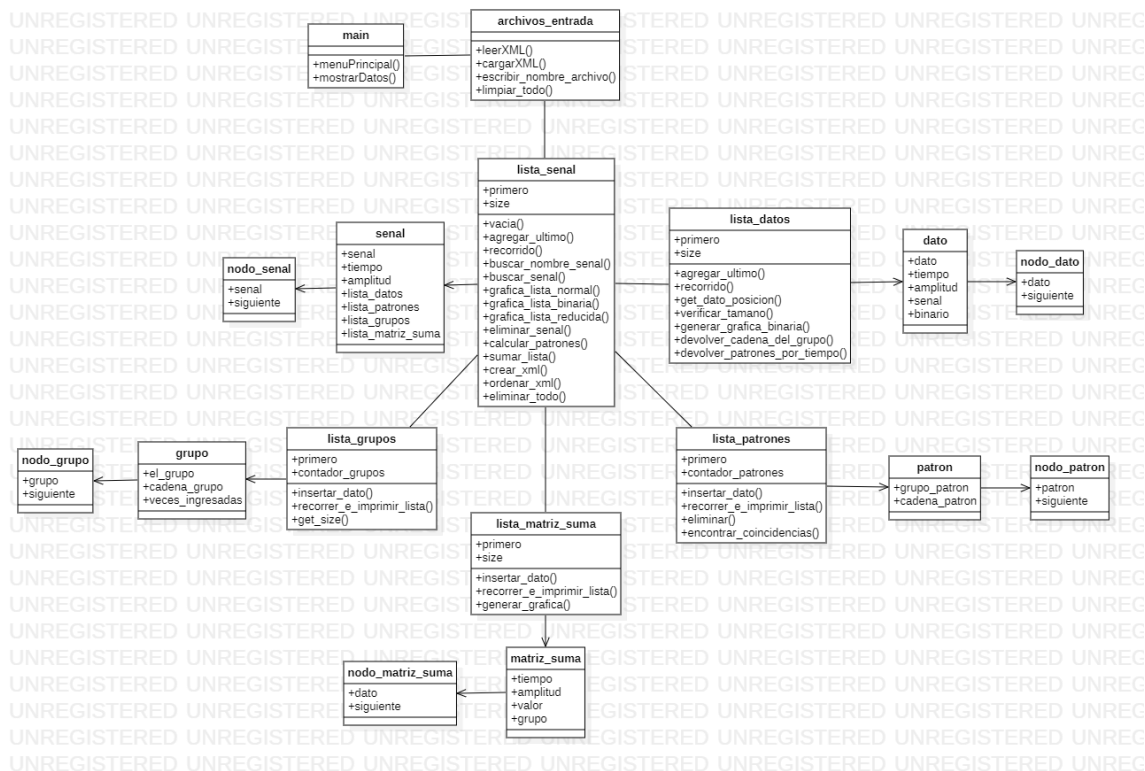 main
+menuPrincipal()
+mostrarDatos()
archivos_entrada
+leerXML()
+cargarXML()
+escribir_nombre_archivo()
+limpiar_todo()
lista_senal
+primero
+size
+vacia()
+agregar_ultimo()
+recorrido()
+buscar_nombre_senal()
+buscar_senal()
+grafica_lista_normal()
+grafica_lista_binaria()
+grafica_lista_reducida()
+eliminar_senal()
+calcular_patrones()
+sumar_lista()
+crear_xml()
+ordenar_xml()
+eliminar_todo()
nodo_senal
+senal
+siguiente
senal
+senal
+tiempo
+amplitud
+lista_datos
+lista_patrones
+lista_grupos
+lista_matriz_suma
lista_datos
+primero
+size
+agregar_ultimo()
+recorrido()
+get_dato_posicion()
+verificar_tamano()
+generar_grafica_binaria()
+devolver_cadena_del_grupo()
+devolver_patrones_por_tiempo()
dato
+dato
+tiempo
+amplitud
+senal
+binario
nodo_dato
+dato
+siguiente
nodo_grupo
+grupo
+siguiente
grupo
+el_grupo
+cadena_grupo
+veces_ingresadas
lista_grupos
+primero
+contador_grupos
+insertar_dato()
+recorrer_e_imprimir_lista()
+get_size()
lista_patrones
+primero
+contador_patrones
+insertar_dato()
+recorrer_e_imprimir_lista()
+eliminar()
+encontrar_coincidencias()
patron
+grupo_patron
+cadena_patron
nodo_patron
+patron
+siguiente
lista_matriz_suma
+primero
+size
+insertar_dato()
+recorrer_e_imprimir_lista()
+generar_grafica()
nodo_matriz_suma
+dato
+siguiente
matriz_suma
+tiempo
+amplitud
+valor
+grupo
UNREGISTERED